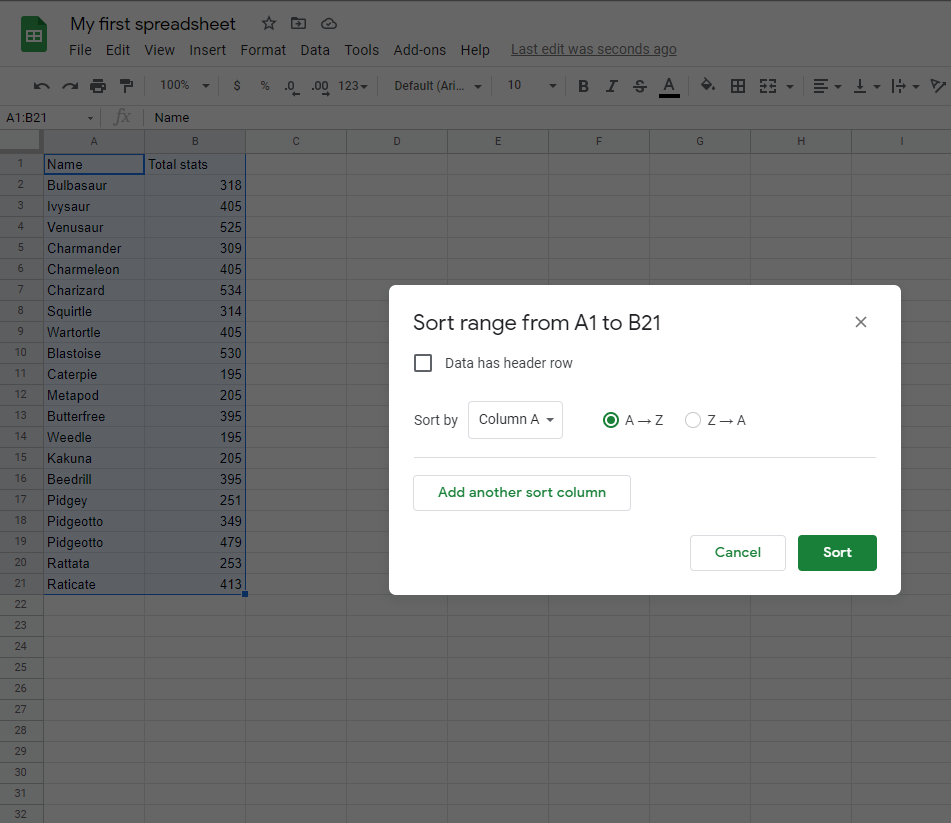 My first spreadsheet
File Edit View Insert Format Data Tools Add-ons Help Last edit was seconds ago
100% $ % .0 .00 123 Default (Ari... 10 B I S A
A1:B21 fx Name
A B C D E F G H I
1 Name Total stats
2 Bulbasaur 318
3 Ivysaur 405
4 Venusaur 525
5 Charmander 309
6 Charmeleon 405
7 Charizard 534
8 Squirtle 314
9 Wartortle 405
10 Blastoise 530
11 Caterpie 195
12 Metapod 205
13 Butterfree 395
14 Weedle 195
15 Kakuna 205
16 Beedrill 395
17 Pidgey 251
18 Pidgeotto 349
19 Pidgeotto 479
20 Rattata 253
21 Raticate 413
22
23
24
25
26
27
28
29
30
31
32
Sort range from A1 to B21
Data has header row
Sort by Column A A → Z Z → A
Add another sort column
Cancel Sort